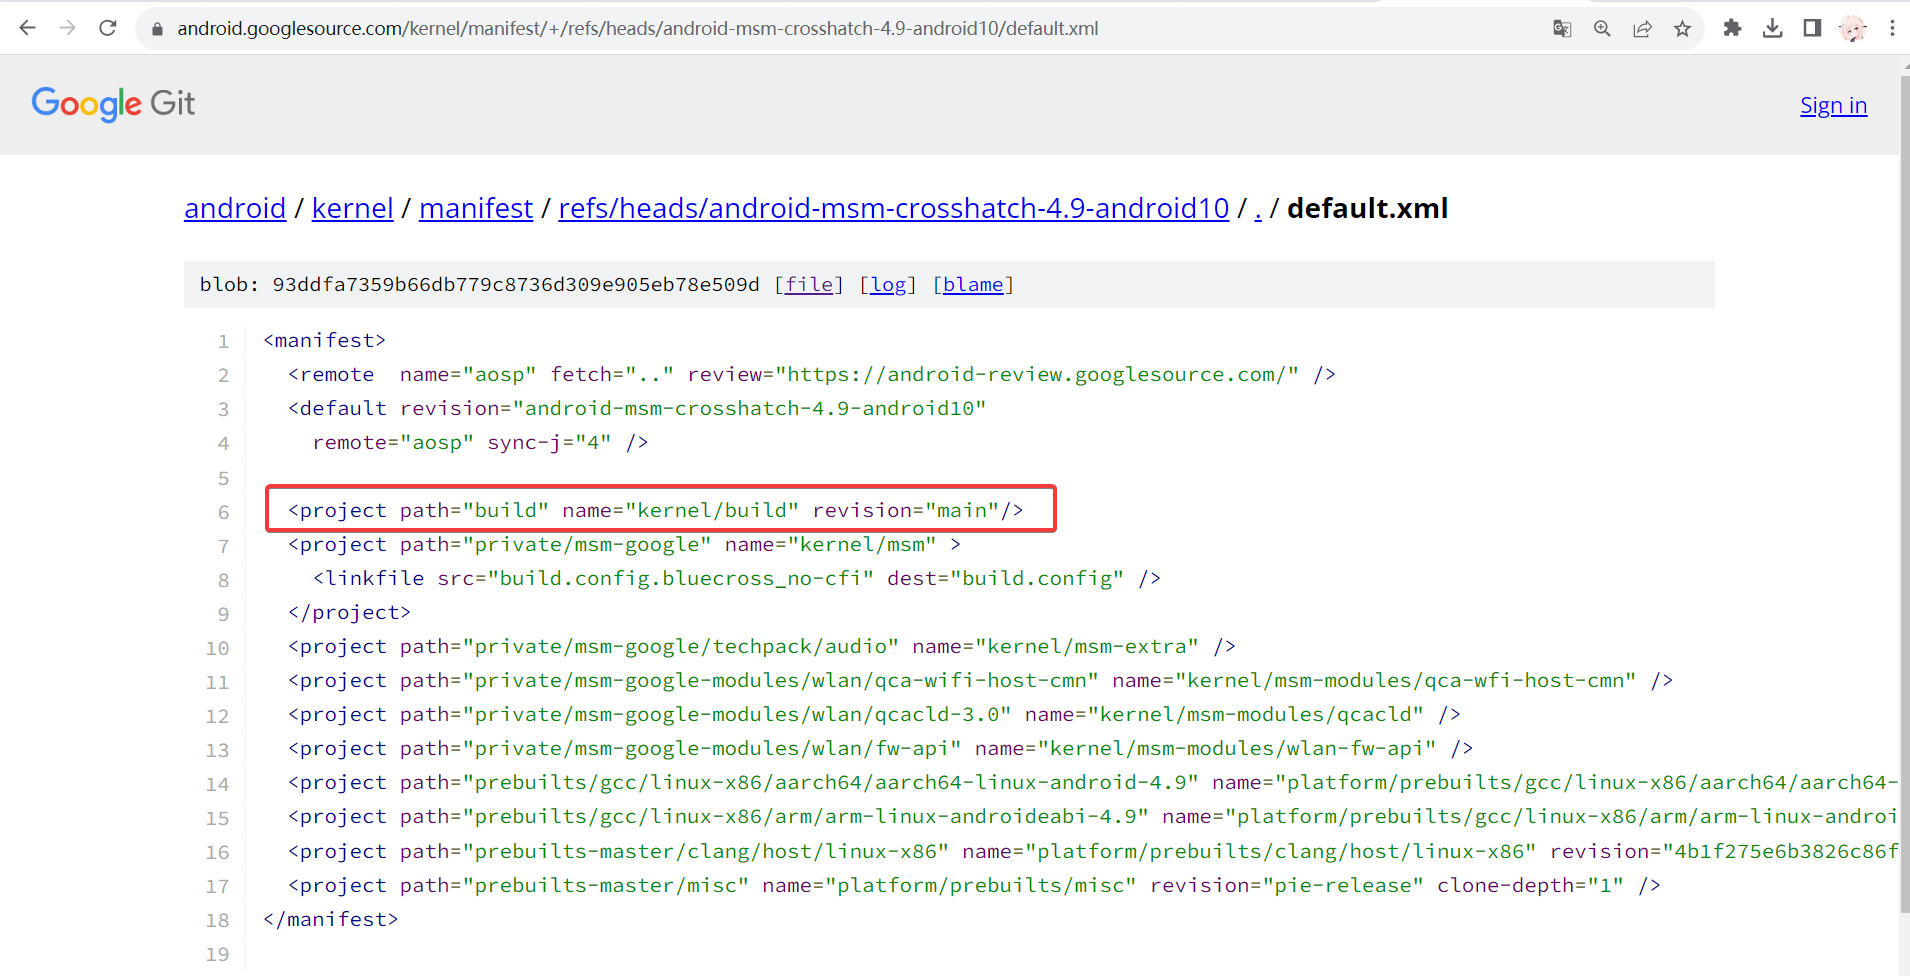 android.googlesource.com/kernel/manifest/+/refs/heads/android-msm-crosshatch-4.9-android10/default.xml
Google Git
Sign in
android / kernel / manifest / refs/heads/android-msm-crosshatch-4.9-android10 / . / default.xml
blob: 93ddfa7359b66db779c8736d309e905eb78e509d [file] [log] [blame]
1 <manifest>
2 <remote  name="aosp" fetch=".." review="https://android-review.googlesource.com/" />
3 <default revision="android-msm-crosshatch-4.9-android10"
4 remote="aosp" sync-j="4" />
5
6 <project path="build" name="kernel/build" revision="main"/>
7 <project path="private/msm-google" name="kernel/msm" >
8 <linkfile src="build.config.bluecross_no-cfi" dest="build.config" />
9 </project>
10 <project path="private/msm-google/techpack/audio" name="kernel/msm-extra" />
11 <project path="private/msm-google-modules/wlan/qca-wifi-host-cmn" name="kernel/msm-modules/qca-wfi-host-cmn" />
12 <project path="private/msm-google-modules/wlan/qcacld-3.0" name="kernel/msm-modules/qcacld" />
13 <project path="private/msm-google-modules/wlan/fw-api" name="kernel/msm-modules/wlan-fw-api" />
14 <project path="prebuilts/gcc/linux-x86/aarch64/aarch64-linux-android-4.9" name="platform/prebuilts/gcc/linux-x86/aarch64/aarch64-
15 <project path="prebuilts/gcc/linux-x86/arm/arm-linux-androideabi-4.9" name="platform/prebuilts/gcc/linux-x86/arm/arm-linux-androi
16 <project path="prebuilts-master/clang/host/linux-x86" name="platform/prebuilts/clang/host/linux-x86" revision="4b1f275e6b3826c86f
17 <project path="prebuilts-master/misc" name="platform/prebuilts/misc" revision="pie-release" clone-depth="1" />
18 </manifest>
19